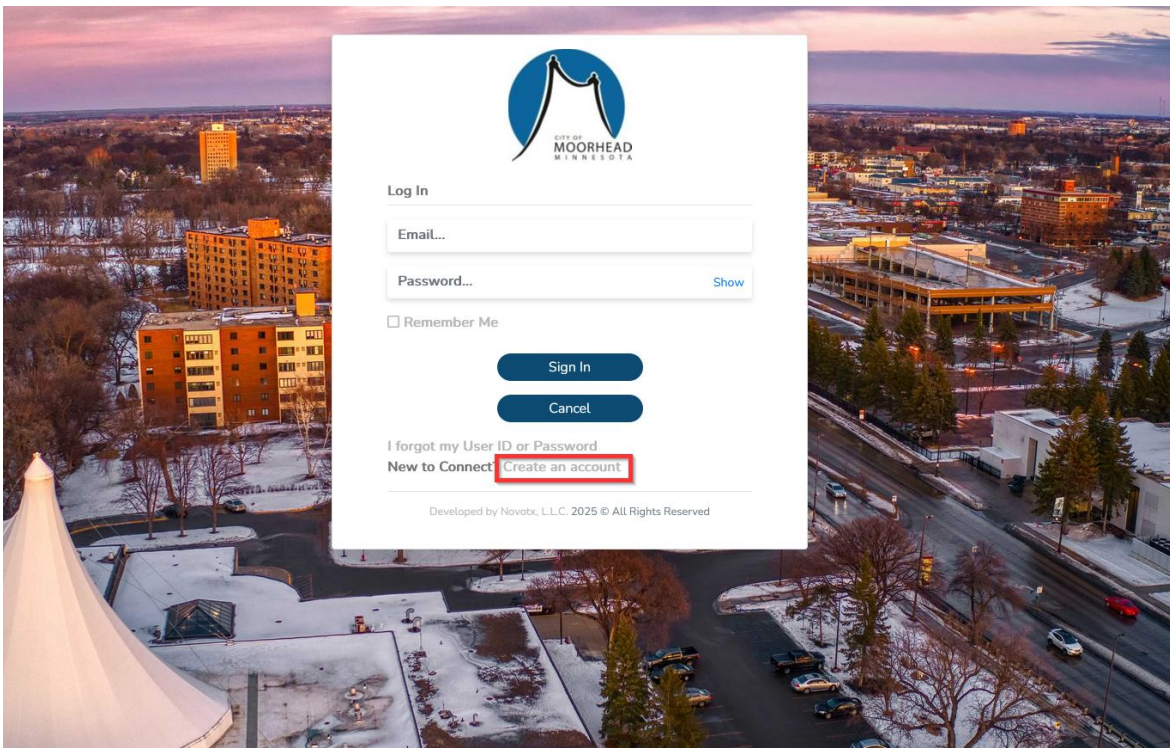 CITY OF
MOORHEAD
MINNESOTA
Log In
Email...
Password... Show
Remember Me
Sign In
Cancel
I forgot my User ID or Password
New to Connect? Create an account
Developed by Novotx, L.L.C. 2025 © All Rights Reserved